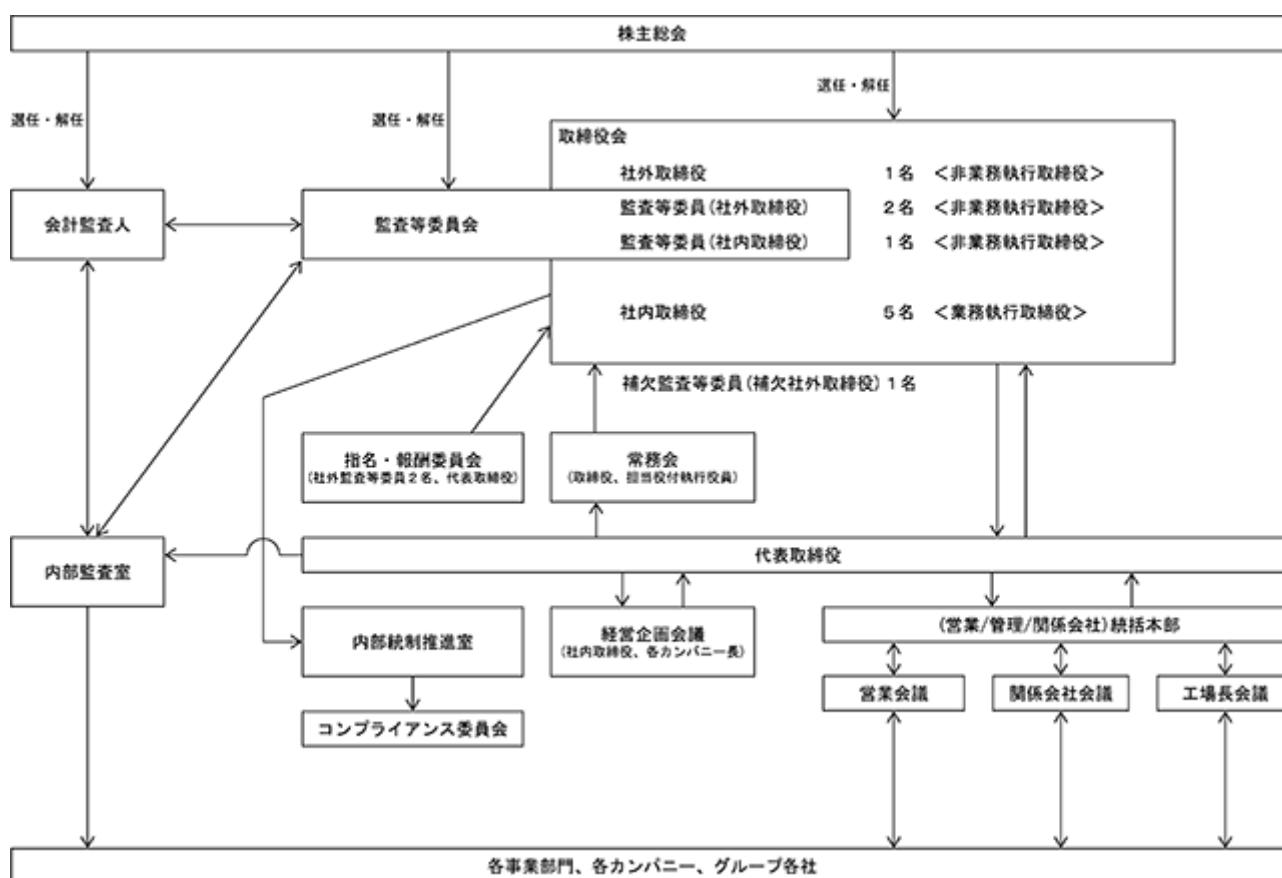 株主総会
選任・解任
選任・解任
選任・解任
取締役会
社外取締役 1名 <非業務執行取締役>
監査等委員(社外取締役) 2名 <非業務執行取締役>
監査等委員(社内取締役) 1名 <非業務執行取締役>
社内取締役 5名 <業務執行取締役>
会計監査人
監査等委員会
補欠監査等委員(補欠社外取締役)1名
指名・報酬委員会
(社外監査等委員2名、代表取締役)
常務会
(取締役、担当役付執行役員)
代表取締役
内部監査室
内部統制推進室
経営企画会議
(社内取締役、各カンパニー長)
(営業/管理/関係会社)統括本部
営業会議
関係会社会議
工場長会議
コンプライアンス委員会
各事業部門、各カンパニー、グループ各社